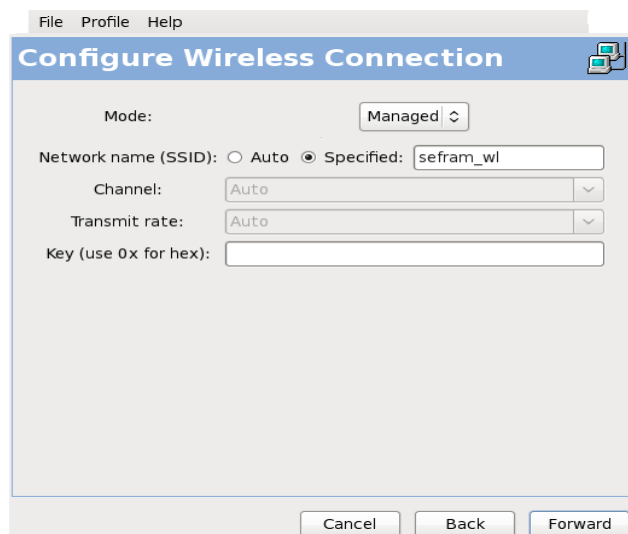 File Profile Help
Configure Wireless Connection
Mode: Managed
Network name (SSID): Auto Specified: sefram_wl
Channel: Auto
Transmit rate: Auto
Key (use 0x for hex):
Cancel Back Forward